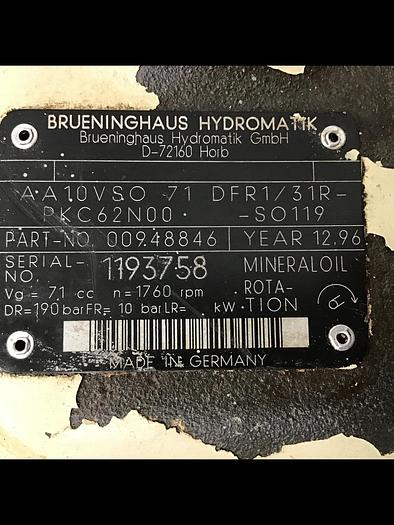 BRUENINGHAUS HYDROMATIK
Brueninghaus Hydromatik GmbH
D-72160 Horb
AA10VSO 71 DFR1/31R-
PKC62N00 -SO119
PART-NO. 00948846 YEAR 12.96
SERIAL-NO. 1193758 MINERALOIL
Vg = 71 cc n = 1760 rpm ROTA-TION
DR= 190 bar FR= 10 bar LR= kW
MADE IN GERMANY